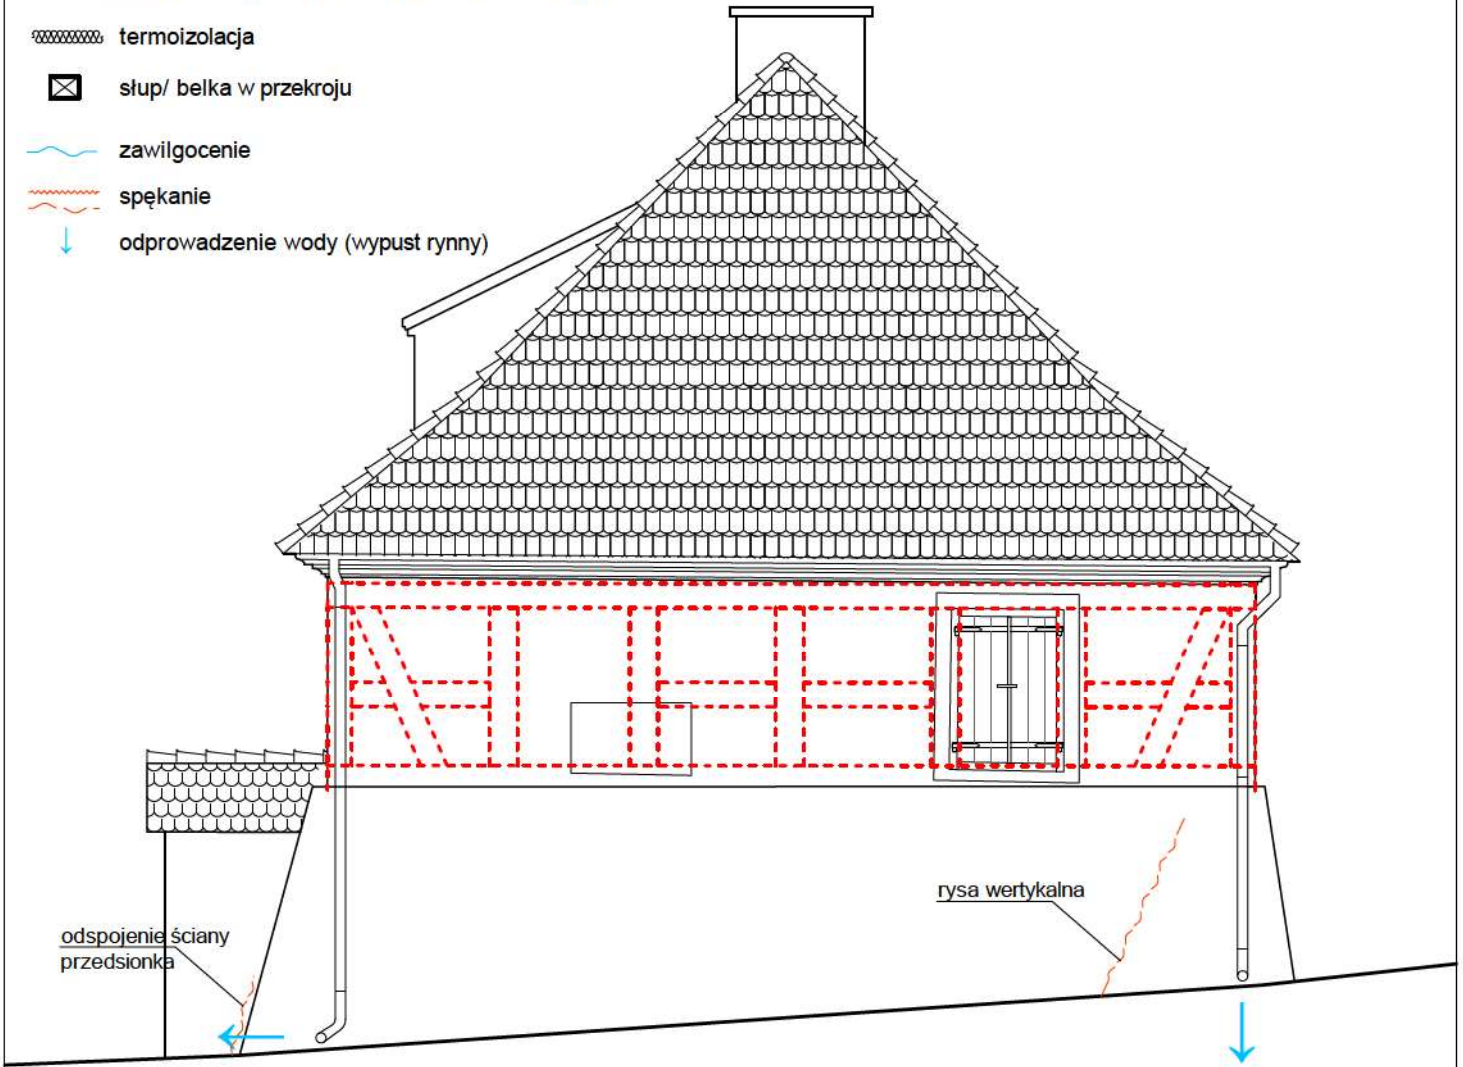 termoizolacja
słup/ belka w przekroju
zawilgocenie
spękanie
odprowadzenie wody (wypust rynny)
rysa wertykalna
odspojenie ściany
przedsionka